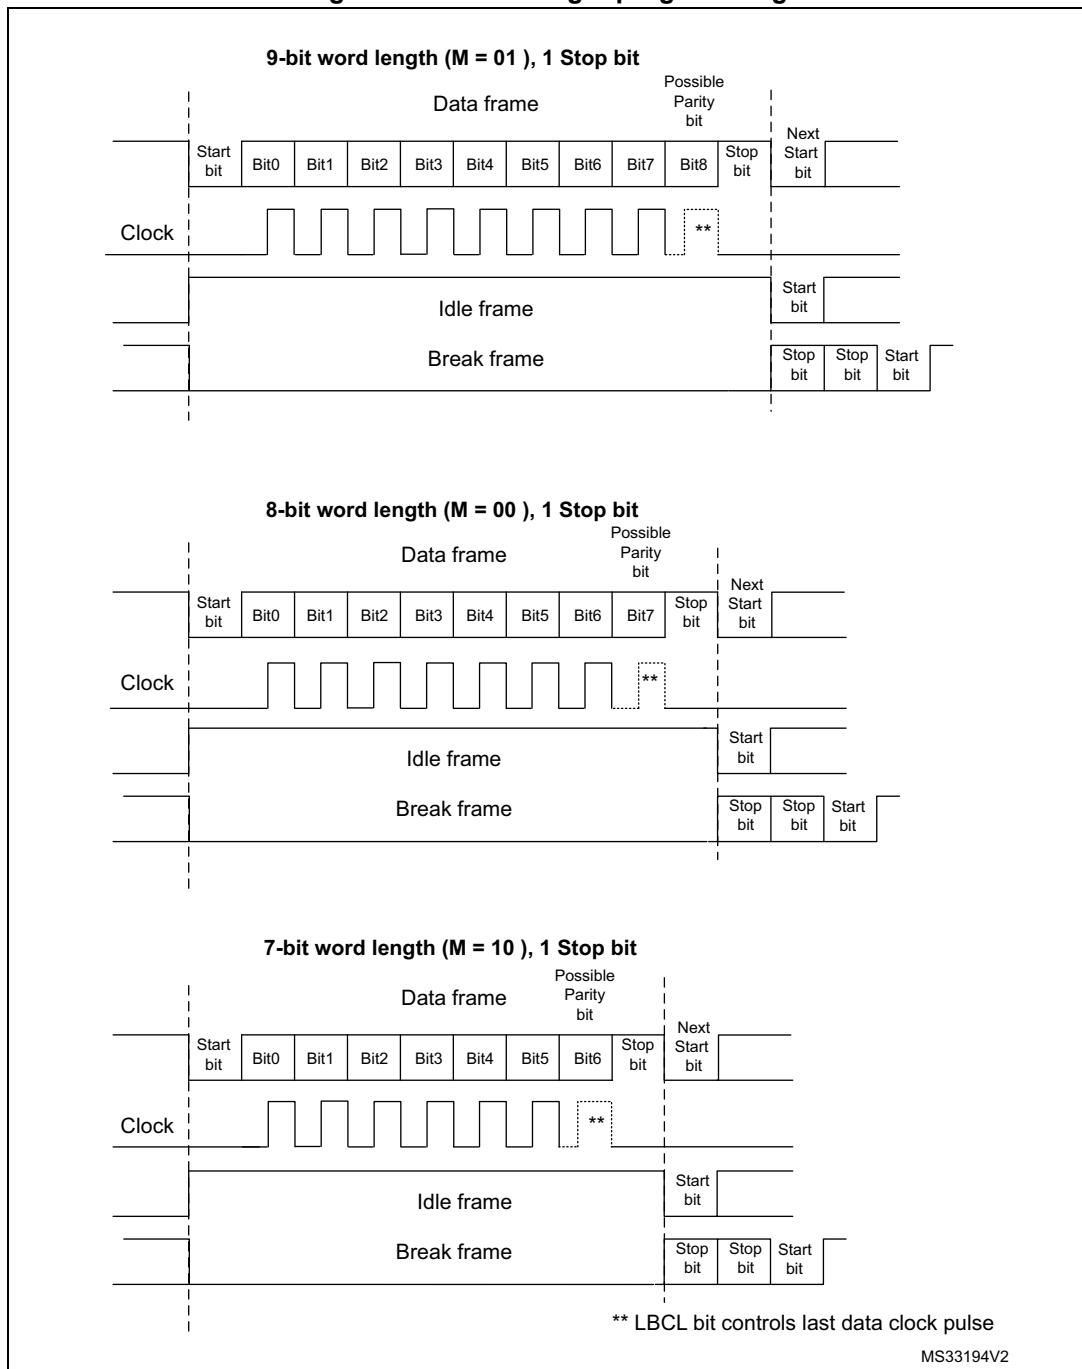 9-bit word length (M = 01 ), 1 Stop bit
Data frame
Possible
Parity
bit
Start
bit
Bit0 Bit1 Bit2 Bit3 Bit4 Bit5 Bit6 Bit7 Bit8
Stop
bit
Next
Start
bit
Clock
**
Idle frame
Start
bit
Break frame
Stop
bit
Stop
bit
Start
bit
8-bit word length (M = 00 ), 1 Stop bit
Data frame
Possible
Parity
bit
Start
bit
Bit0 Bit1 Bit2 Bit3 Bit4 Bit5 Bit6 Bit7
Stop
bit
Next
Start
bit
Clock
**
Idle frame
Start
bit
Break frame
Stop
bit
Stop
bit
Start
bit
7-bit word length (M = 10 ), 1 Stop bit
Data frame
Possible
Parity
bit
Start
bit
Bit0 Bit1 Bit2 Bit3 Bit4 Bit5 Bit6
Stop
bit
Next
Start
bit
Clock
**
Idle frame
Start
bit
Break frame
Stop
bit
Stop
bit
Start
bit
** LBCL bit controls last data clock pulse
MS33194V2